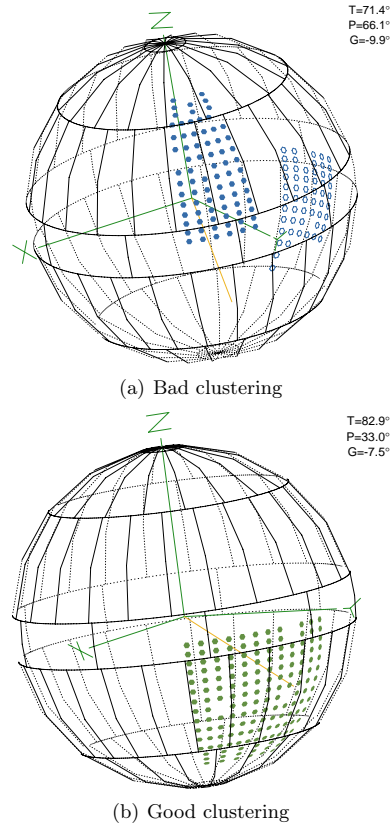 Z
T=71.4°
P=66.1°
G=-9.9°
X
Y
(a) Bad clustering
Z
T=82.9°
P=33.0°
G=-7.5°
Y
X
(b) Good clustering